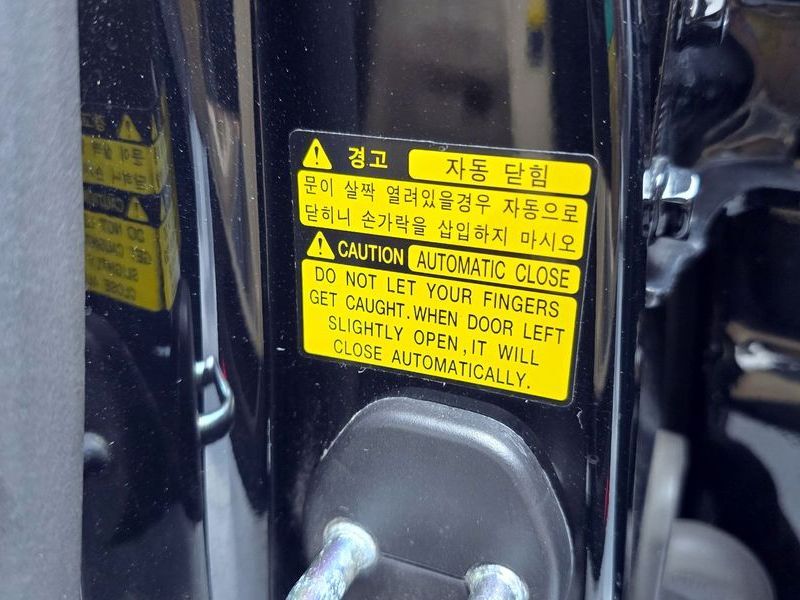 경고 자동 닫힘
문이 살짝 열려있을경우 자동으로
닫히니 손가락을 삽입하지 마시오
CAUTION AUTOMATIC CLOSE
DO NOT LET YOUR FINGERS
GET CAUGHT.WHEN DOOR LEFT
SLIGHTLY OPEN,IT WILL
CLOSE AUTOMATICALLY.